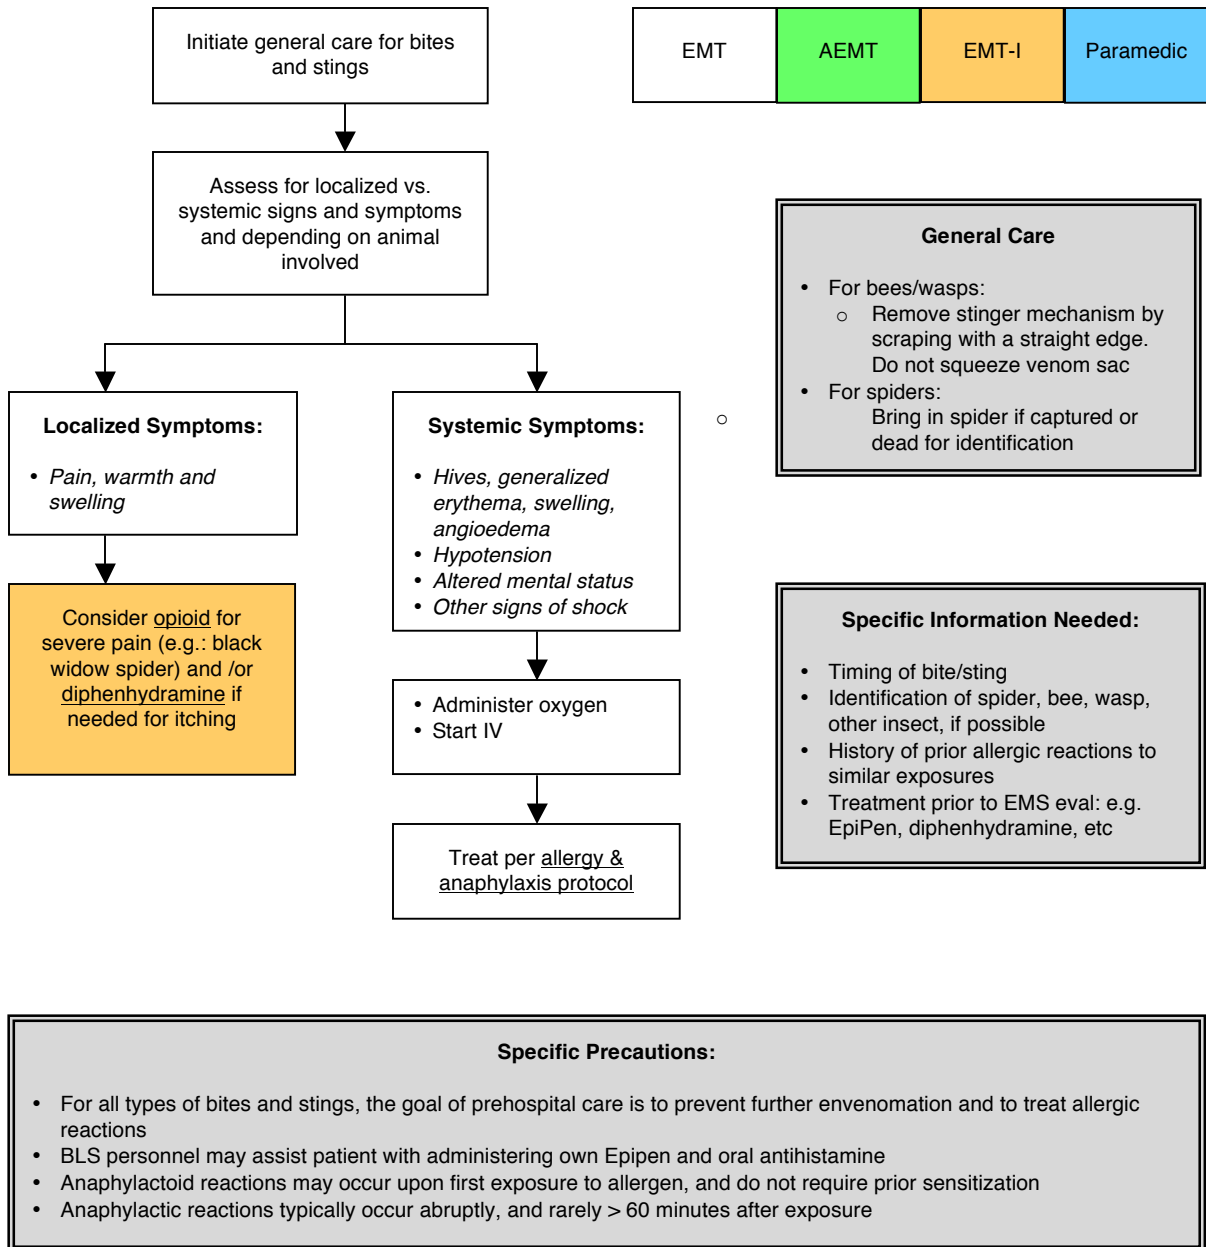 Initiate general care for bites
and stings
EMT
AEMT
EMT-I
Paramedic
Assess for localized vs.
systemic signs and symptoms
and depending on animal
involved
General Care
• For bees/wasps:
o Remove stinger mechanism by
scraping with a straight edge.
Do not squeeze venom sac
• For spiders:
o Bring in spider if captured or
dead for identification
Localized Symptoms:
• Pain, warmth and
swelling
Systemic Symptoms:
• Hives, generalized
erythema, swelling,
angioedema
• Hypotension
• Altered mental status
• Other signs of shock
Consider opioid for
severe pain (e.g.: black
widow spider) and /or
diphenhydramine if
needed for itching
• Administer oxygen
• Start IV
Treat per allergy &
anaphylaxis protocol
Specific Information Needed:
• Timing of bite/sting
• Identification of spider, bee, wasp,
other insect, if possible
• History of prior allergic reactions to
similar exposures
• Treatment prior to EMS eval: e.g.
EpiPen, diphenhydramine, etc
Specific Precautions:
• For all types of bites and stings, the goal of prehospital care is to prevent further envenomation and to treat allergic
reactions
• BLS personnel may assist patient with administering own Epipen and oral antihistamine
• Anaphylactoid reactions may occur upon first exposure to allergen, and do not require prior sensitization
• Anaphylactic reactions typically occur abruptly, and rarely > 60 minutes after exposure